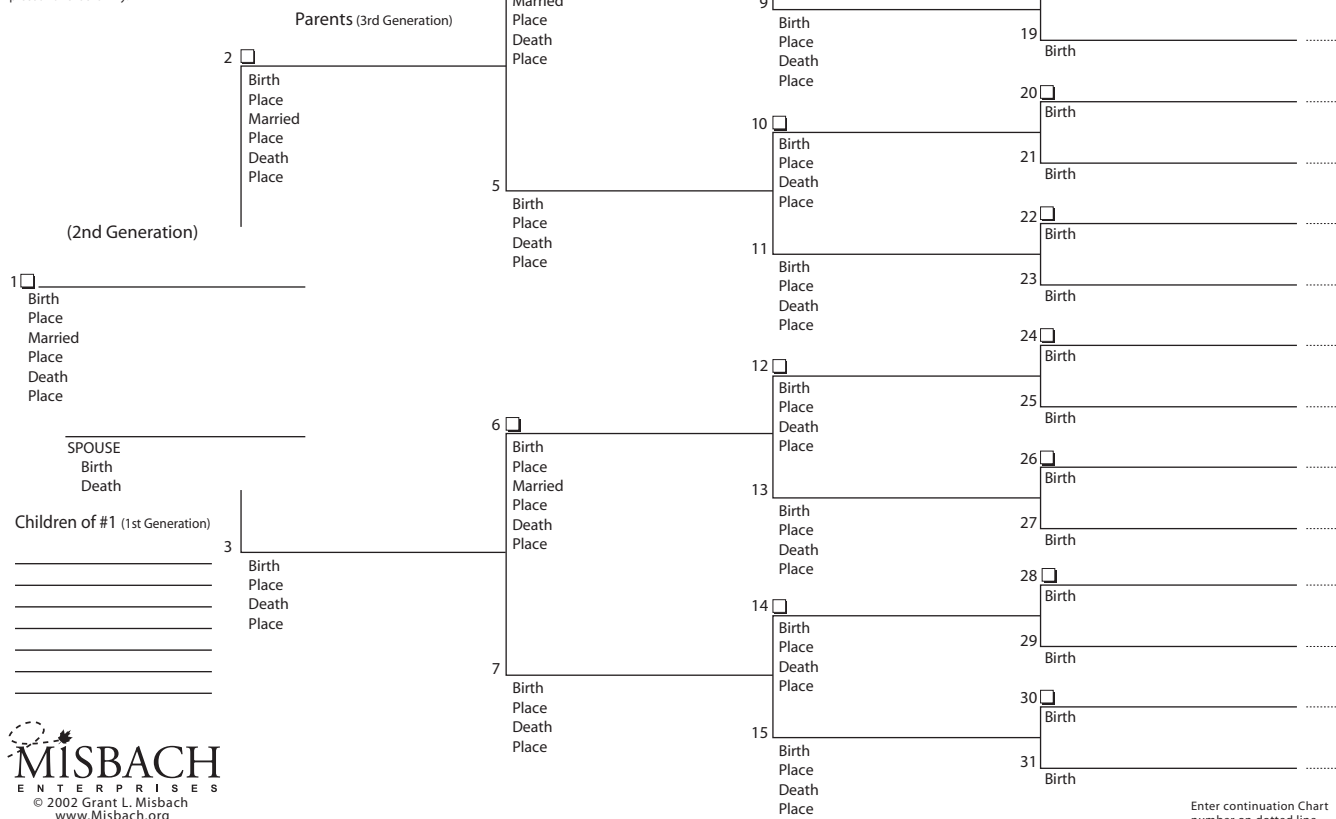 Parents (3rd Generation)
2
Birth
Place
Married
Place
Death
Place
(2nd Generation)
1
Birth
Place
Married
Place
Death
Place
SPOUSE
Birth
Death
Children of #1 (1st Generation)
3
Birth
Place
Death
Place
MISBACH
ENTERPRISES
© 2002 Grant L. Misbach
www.Misbach.org
Married
Place
Death
Place
5
Birth
Place
Death
Place
6
Birth
Place
Married
Place
Death
Place
7
Birth
Place
Death
Place
9
Birth
Place
Death
Place
10
Birth
Place
Death
Place
11
Birth
Place
Death
Place
12
Birth
Place
Death
Place
13
Birth
Place
Death
Place
14
Birth
Place
Death
Place
15
Birth
Place
Death
Place
19
Birth
20
Birth
21
Birth
22
Birth
23
Birth
24
Birth
25
Birth
26
Birth
27
Birth
28
Birth
29
Birth
30
Birth
31
Birth
Enter continuation Chart
number on dotted line